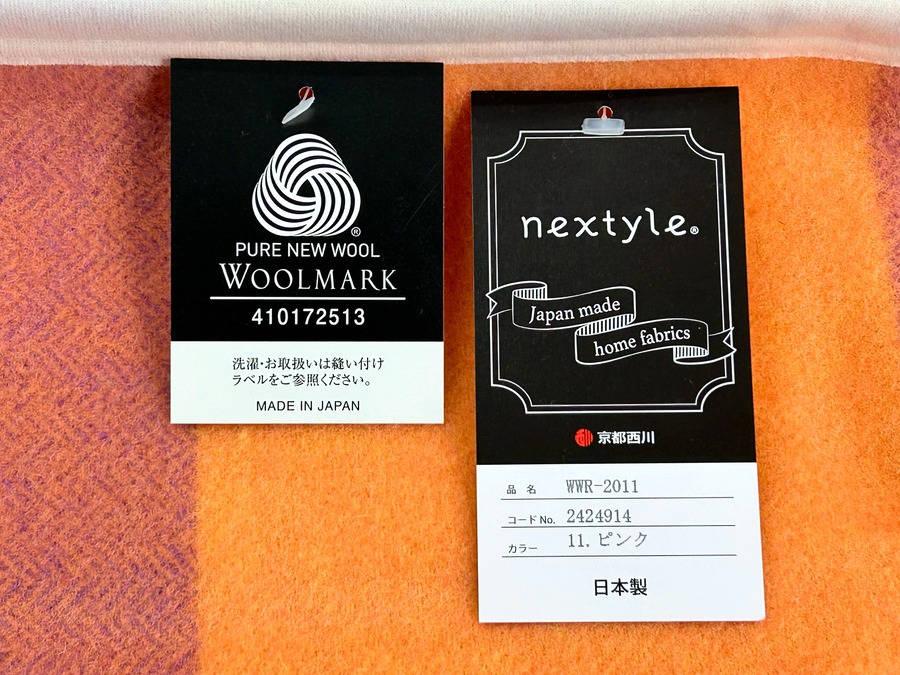 ®
PURE NEW WOOL
WOOLMARK
410172513
洗濯・お取扱いは縫い付け
ラベルをご参照ください。
MADE IN JAPAN
nextyle®
Japan made
home fabrics
京都西川
品 名 WWR-2011
コードNo. 2424914
カラー 11.ピンク
日本製